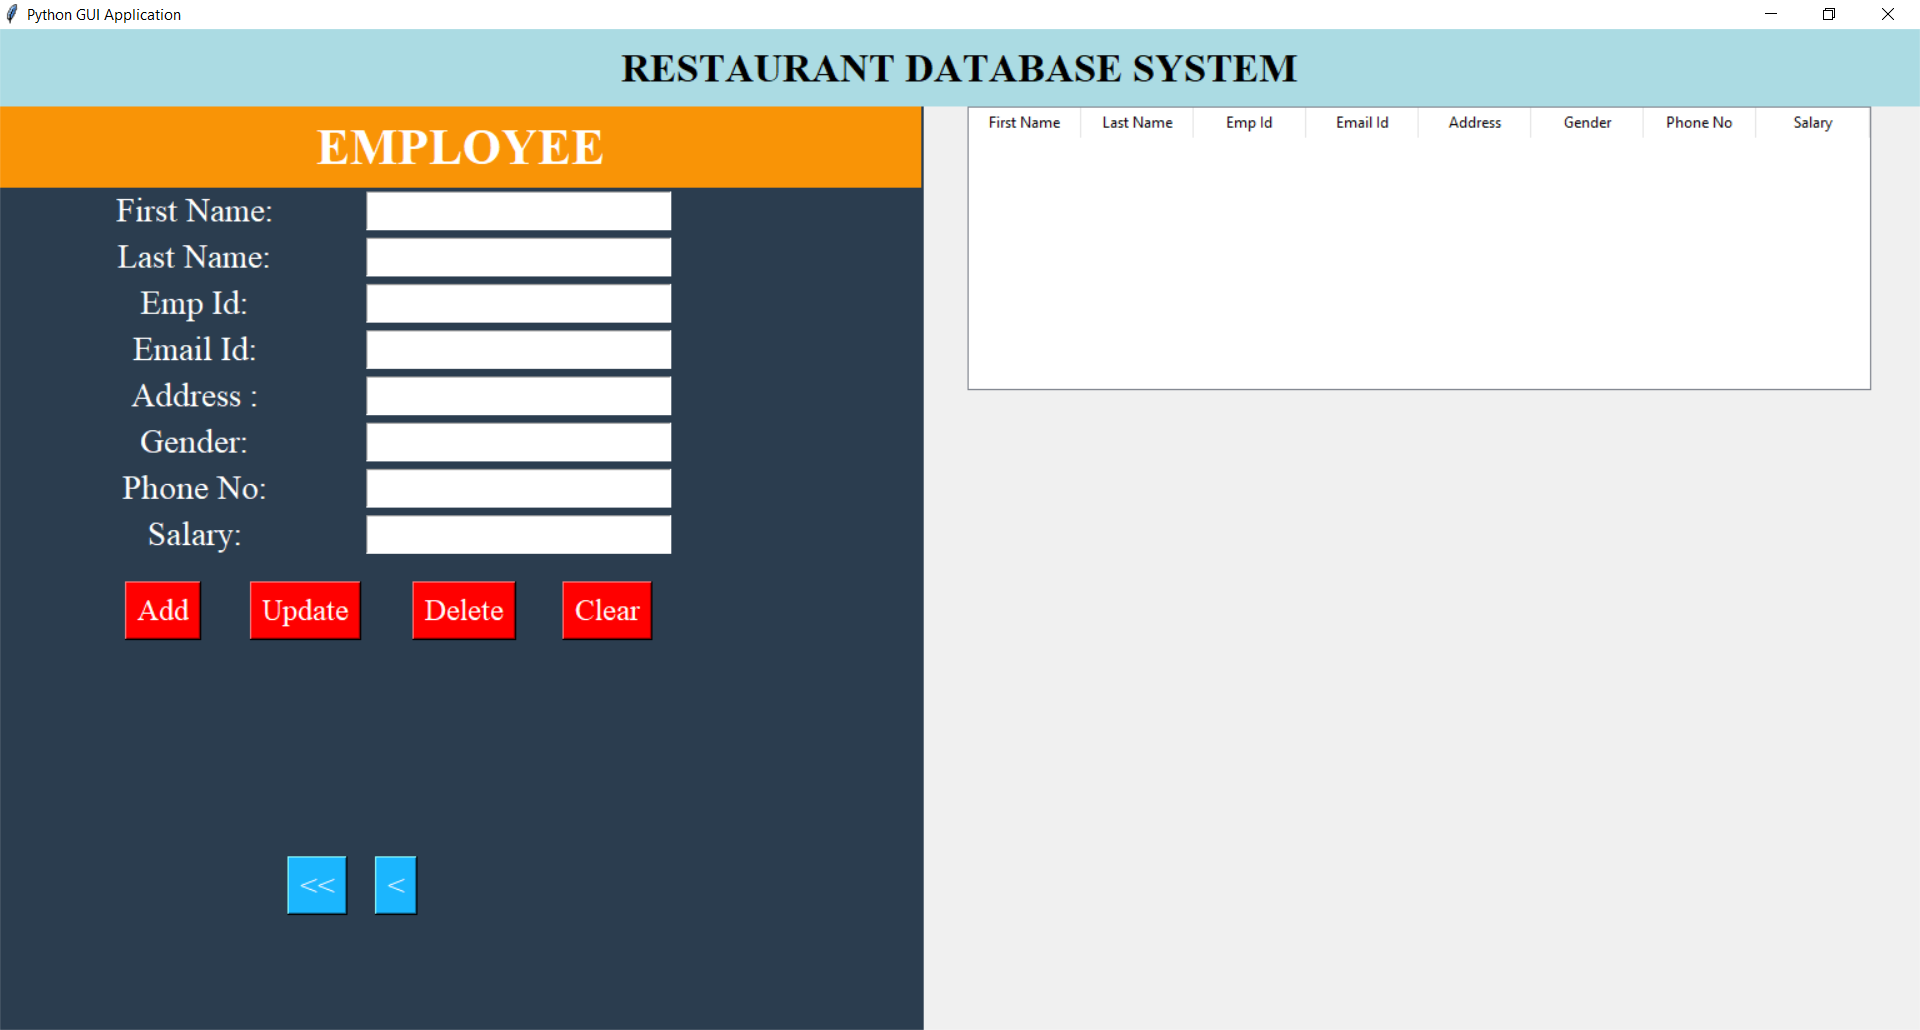 Python GUI Application
RESTAURANT DATABASE SYSTEM
EMPLOYEE
First Name:
Last Name:
Emp Id:
Email Id:
Address :
Gender:
Phone No:
Salary:
Add Update Delete Clear
<< <
First Name Last Name Emp Id Email Id Address Gender Phone No Salary